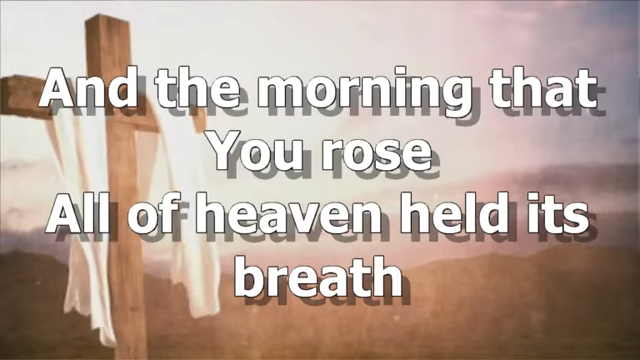 And the morning that
You rose
All of heaven held its
breath